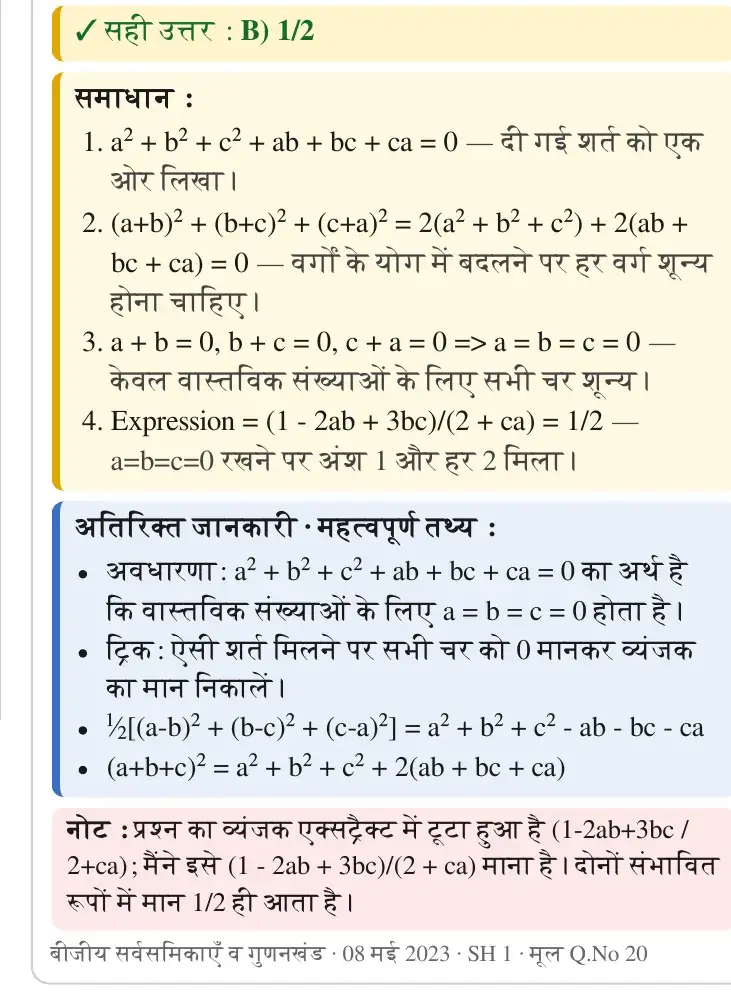 ✓ सही उत्तर : B) 1/2
समाधान :
1. a² + b² + c² + ab + bc + ca = 0 — दी गई शर्त को एक
ओर लिखा।
2. (a+b)² + (b+c)² + (c+a)² = 2(a² + b² + c²) + 2(ab +
bc + ca) = 0 — वर्गों के योग में बदलने पर हर वर्ग शून्य
होना चाहिए।
3. a + b = 0, b + c = 0, c + a = 0 => a = b = c = 0 —
केवल वास्तविक संख्याओं के लिए सभी चर शून्य।
4. Expression = (1 - 2ab + 3bc)/(2 + ca) = 1/2 —
a=b=c=0 रखने पर अंश 1 और हर 2 मिला।
अतिरिक्त जानकारी · महत्वपूर्ण तथ्य :
• अवधारणा : a² + b² + c² + ab + bc + ca = 0 का अर्थ है
कि वास्तविक संख्याओं के लिए a = b = c = 0 होता है।
• ट्रिक : ऐसी शर्त मिलने पर सभी चर को 0 मानकर व्यंजक
का मान निकालें।
• ½[(a-b)² + (b-c)² + (c-a)²] = a² + b² + c² - ab - bc - ca
• (a+b+c)² = a² + b² + c² + 2(ab + bc + ca)
नोट : प्रश्न का व्यंजक एक्सट्रैक्ट में टूटा हुआ है (1-2ab+3bc /
2+ca); मैंने इसे (1 - 2ab + 3bc)/(2 + ca) माना है। दोनों संभावित
रूपों में मान 1/2 ही आता है।
बीजीय सर्वसमिकाएँ व गुणनखंड · 08 मई 2023 · SH 1 · मूल Q.No 20